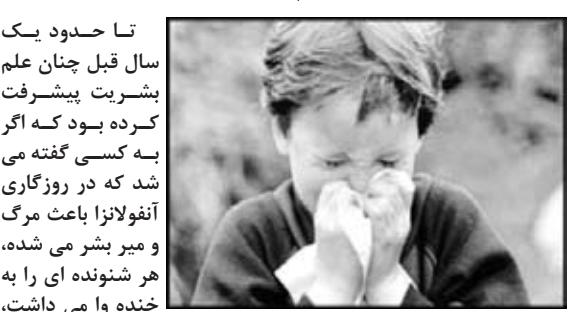 تا حدود یک
سال قبل چنان علم
بشریت پیشرفت
کرده بود که اگر
به کسی گفته می
شد که در روزگاری
آنفولانزا باعث مرگ
و میر بشر می شده،
هر شنونده ای را به
خنده وا می داشت،